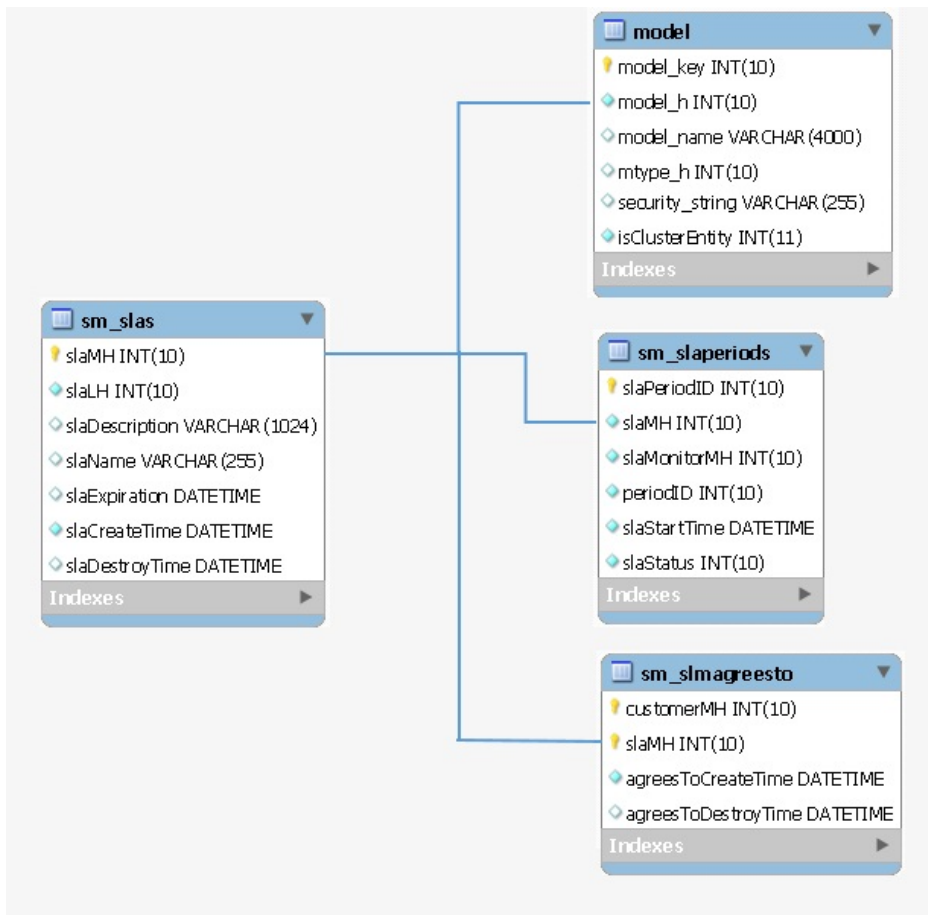 model
model_key INT(10)
model_h INT(10)
model_name VARCHAR(4000)
mtype_h INT(10)
security_string VARCHAR(255)
isClusterEntity INT(11)
Indexes
sm_slas
slaMH INT(10)
slaLH INT(10)
slaDescription VARCHAR(1024)
slaName VARCHAR(255)
slaExpiration DATETIME
slaCreateTime DATETIME
slaDestroyTime DATETIME
Indexes
sm_slaperiods
slaPeriodID INT(10)
slaMH INT(10)
slaMonitorMH INT(10)
periodID INT(10)
slaStartTime DATETIME
slaStatus INT(10)
Indexes
sm_slmagreesto
customerMH INT(10)
slaMH INT(10)
agreesToCreateTime DATETIME
agreesToDestroyTime DATETIME
Indexes